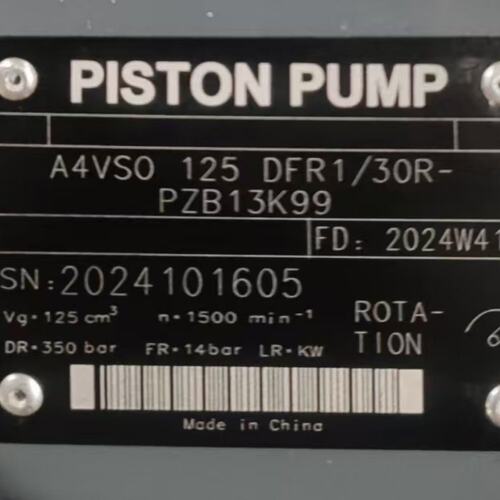 PISTON PUMP
A4VSO 125 DFR1/30R-
PZB13K99
FD: 2024W41
SN:2024101605
Vg=125 cm³ n=1500 min⁻¹ ROTA-
DR=350 bar FR=14bar LR=KW TION
Made in China